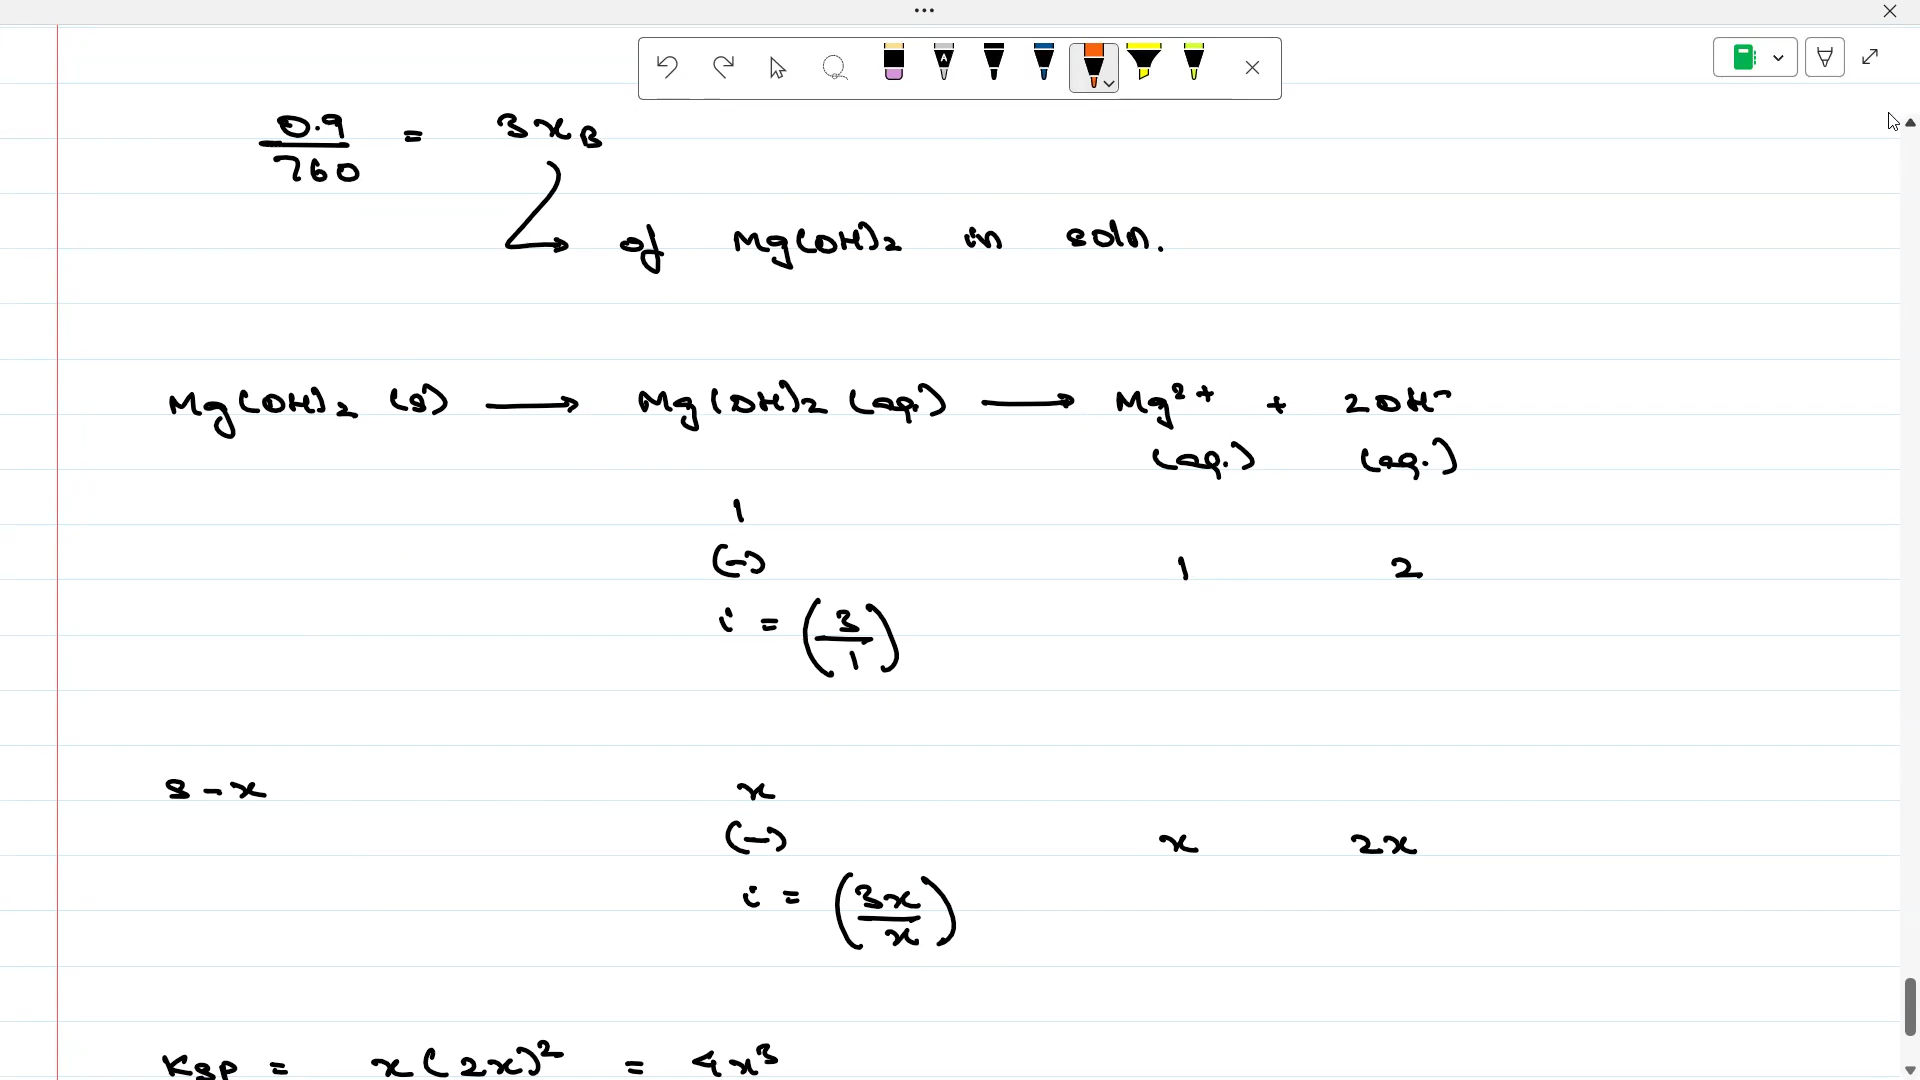 0.9/760 = 3xB
of Mg(OH)2 in soln.
Mg(OH)2 (s) ⟶ Mg(OH)2 (aq.) ⟶ Mg²⁺ + 2OH⁻
(aq.) (aq.)
1
(-) 1 2
i = (3/1)
s - x x
(-) x 2x
i = (3x/x)
Ksp = x(2x)² = 4x³